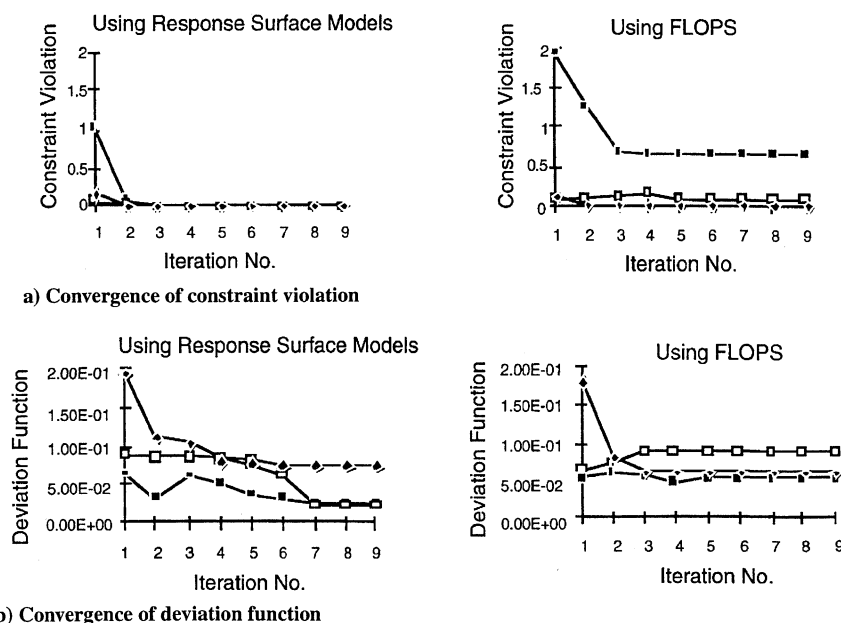 Using Response Surface Models
Using FLOPS
Constraint Violation
2
1.5
1
0.5
0
1 2 3 4 5 6 7 8 9
Iteration No.
Constraint Violation
2
1.5
1
0.5
0
1 2 3 4 5 6 7 8 9
Iteration No.
a) Convergence of constraint violation
Using Response Surface Models
Using FLOPS
Deviation Function
2.00E-01
1.50E-01
1.00E-01
5.00E-02
0.00E+00
1 2 3 4 5 6 7 8 9
Iteration No.
Deviation Function
2.00E-01
1.50E-01
1.00E-01
5.00E-02
0.00E+00
1 2 3 4 5 6 7 8 9
Iteration No.
b) Convergence of deviation function